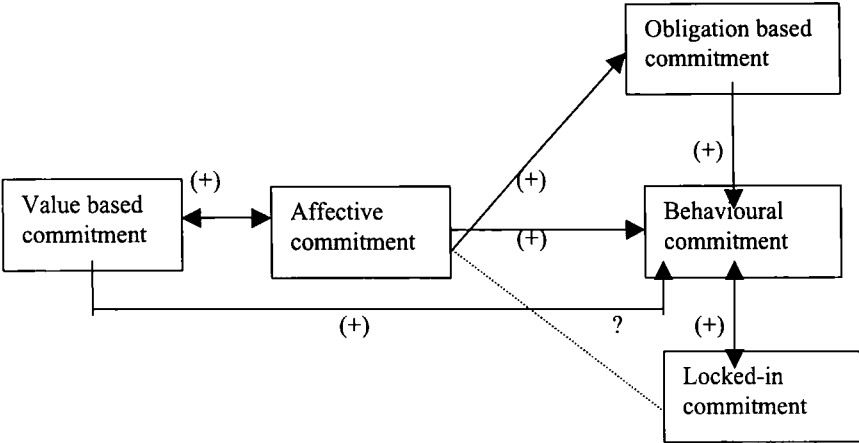 Obligation based
commitment
(+)
(+)
(+)
Value based
commitment
Affective
commitment
Behavioural
commitment
(+)
(+)
?
(+)
Locked-in
commitment